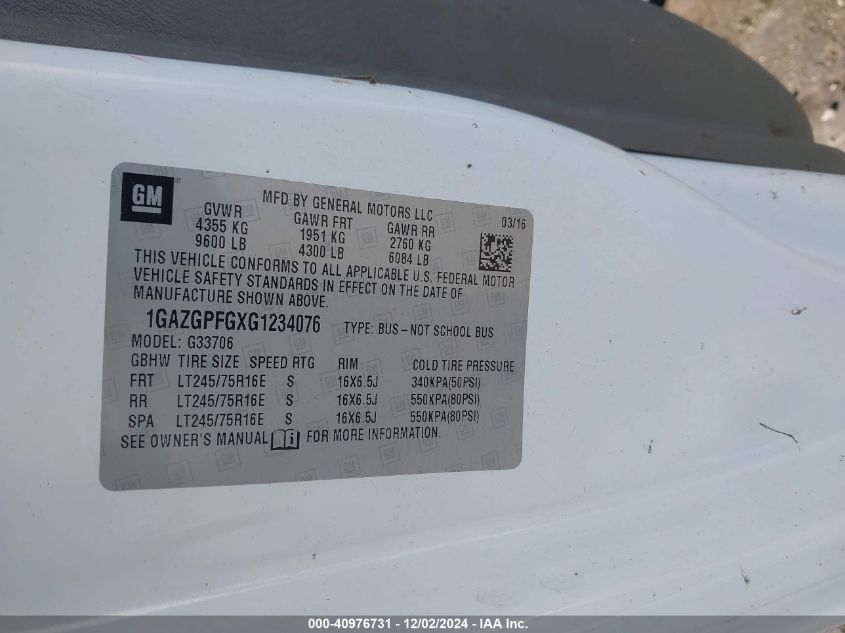 GM
MFD BY GENERAL MOTORS LLC
03/16
GVWR GAWR FRT GAWR RR
4355 KG 1951 KG 2760 KG
9600 LB 4300 LB 6084 LB
THIS VEHICLE CONFORMS TO ALL APPLICABLE U.S. FEDERAL MOTOR
VEHICLE SAFETY STANDARDS IN EFFECT ON THE DATE OF
MANUFACTURE SHOWN ABOVE.
1GAZGPFGXG1234076 TYPE: BUS–NOT SCHOOL BUS
MODEL: G33706
GBHW TIRE SIZE SPEED RTG RIM COLD TIRE PRESSURE
FRT LT245/75R16E S 16X6.5J 340KPA(50PSI)
RR LT245/75R16E S 16X6.5J 550KPA(80PSI)
SPA LT245/75R16E S 16X6.5J 550KPA(80PSI)
SEE OWNER'S MANUAL i FOR MORE INFORMATION.
000-40976731 - 12/02/2024 - IAA Inc.